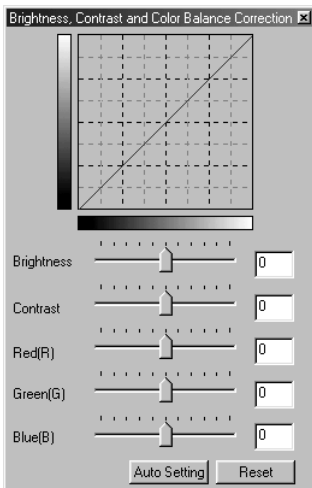 Brightness, Contrast and Color Balance Correction
Brightness 0
Contrast 0
Red(R) 0
Green(G) 0
Blue(B) 0
Auto Setting Reset